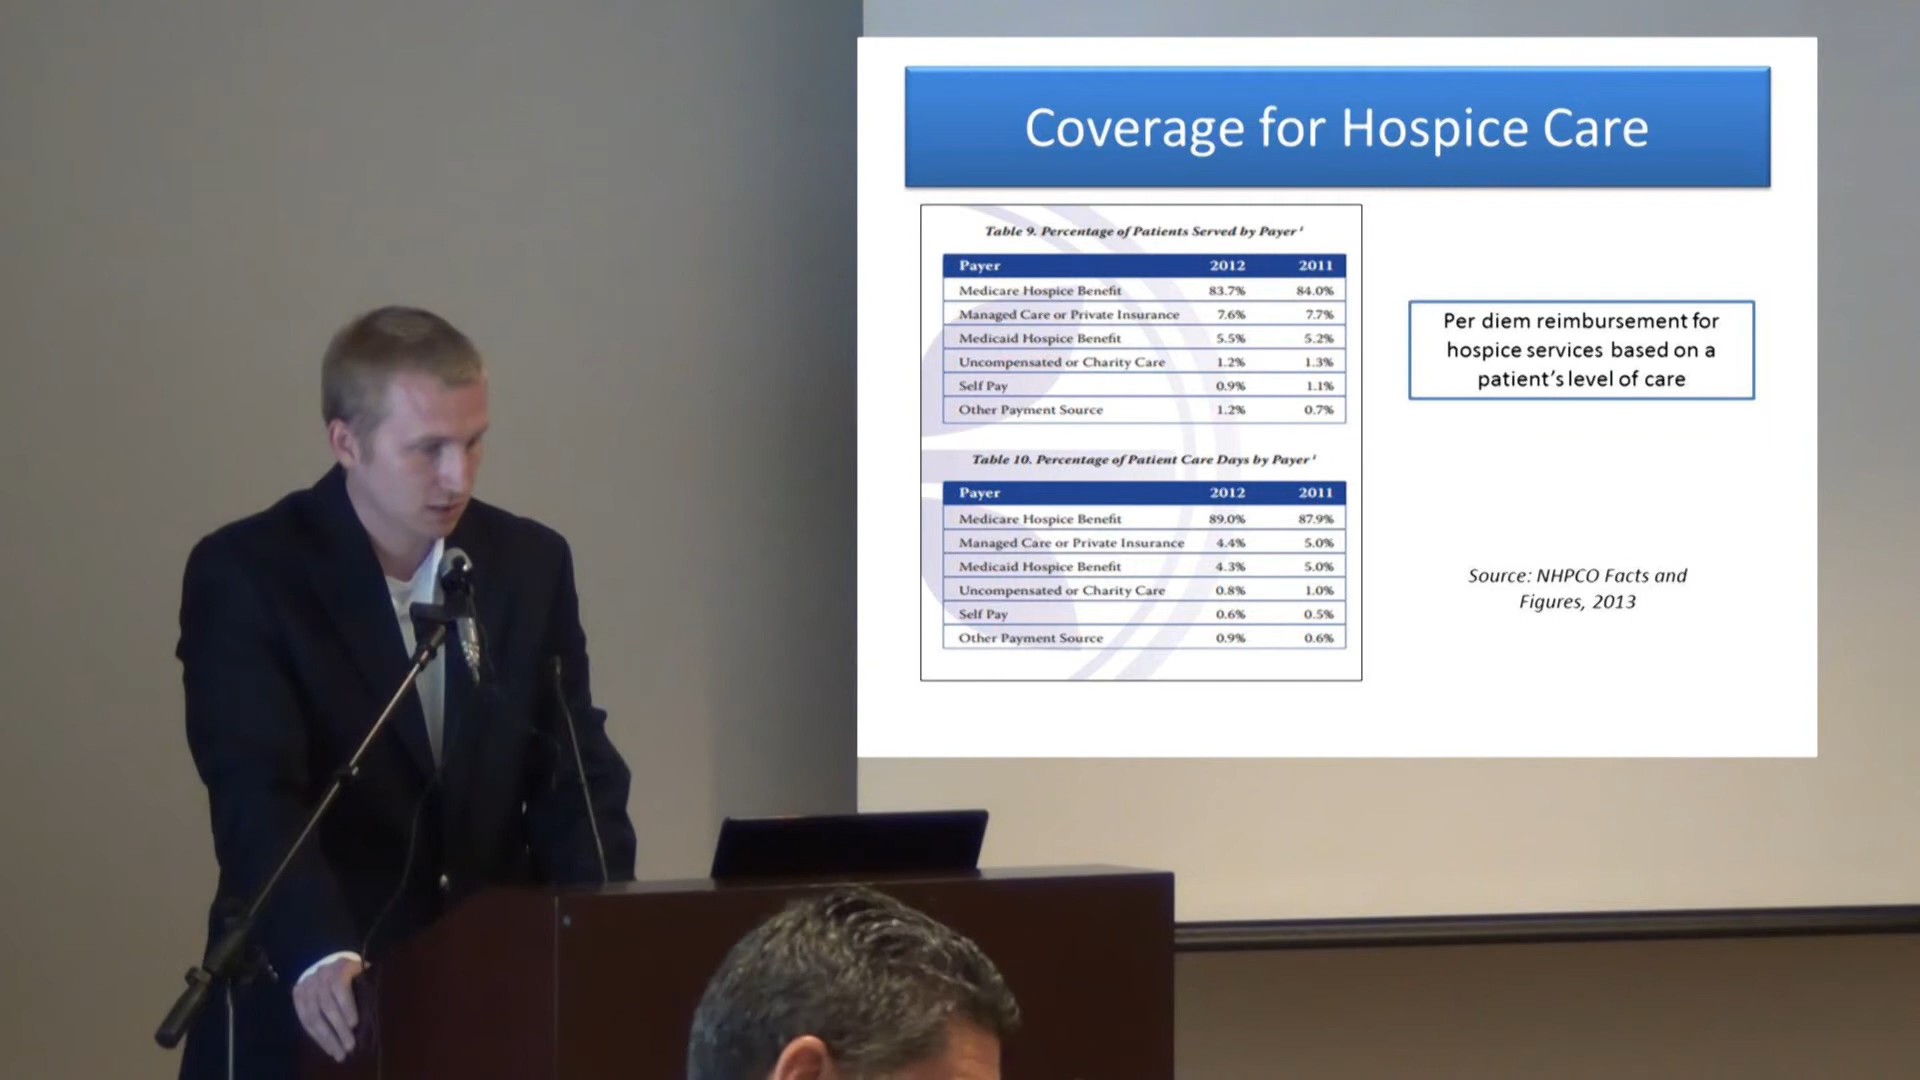 Coverage for Hospice Care
Table 9. Percentage of Patients Served by Payer¹
Payer 2012 2011
Medicare Hospice Benefit 83.7% 84.0%
Managed Care or Private Insurance 7.6% 7.7%
Medicaid Hospice Benefit 5.5% 5.2%
Uncompensated or Charity Care 1.2% 1.3%
Self Pay 0.9% 1.1%
Other Payment Source 1.2% 0.7%
Table 10. Percentage of Patient Care Days by Payer¹
Payer 2012 2011
Medicare Hospice Benefit 89.0% 87.9%
Managed Care or Private Insurance 4.4% 5.0%
Medicaid Hospice Benefit 4.3% 5.0%
Uncompensated or Charity Care 0.8% 1.0%
Self Pay 0.6% 0.5%
Other Payment Source 0.9% 0.6%
Per diem reimbursement for
hospice services based on a
patient's level of care
Source: NHPCO Facts and
Figures, 2013